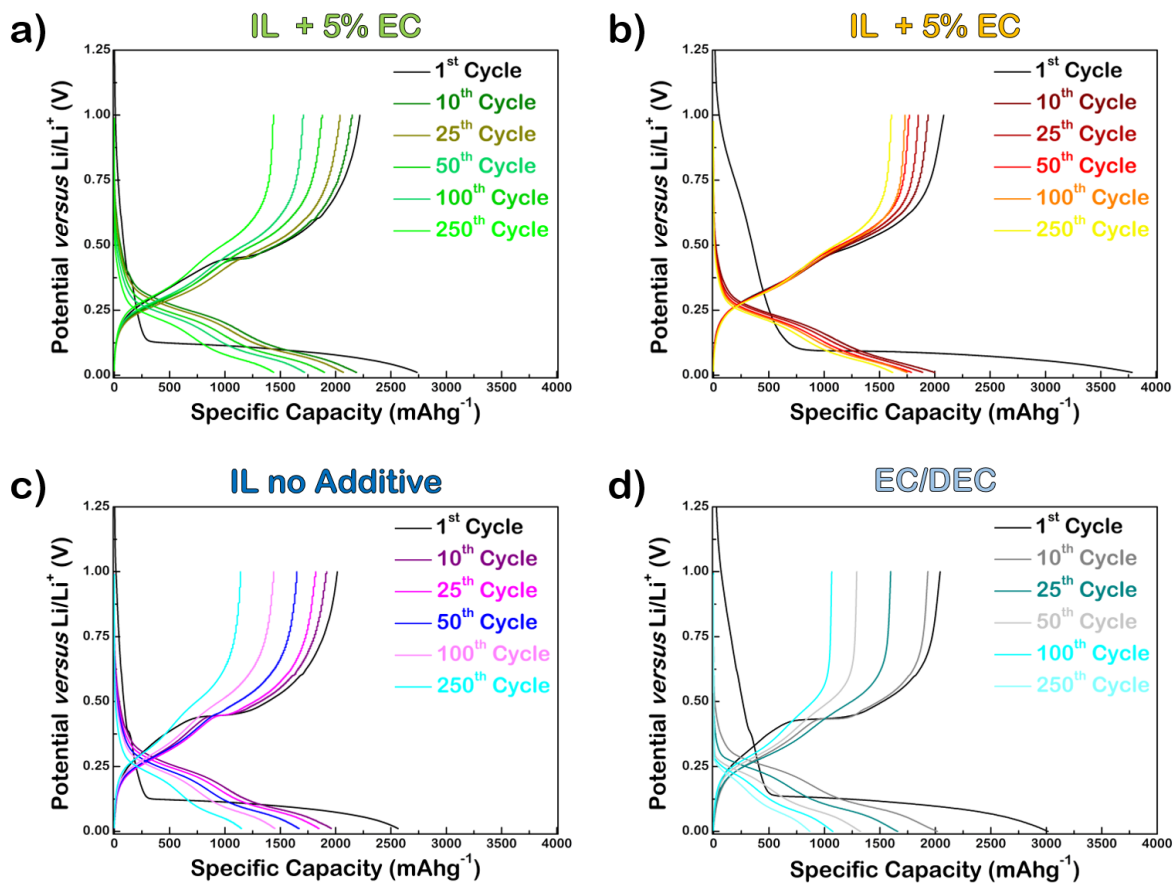 a)
IL + 5% EC
1st Cycle
10th Cycle
25th Cycle
50th Cycle
100th Cycle
250th Cycle
Potential versus Li/Li+ (V)
1.25
1.00
0.75
0.50
0.25
0.00
0 500 1000 1500 2000 2500 3000 3500 4000
Specific Capacity (mAhg-1)
b)
IL + 5% EC
1st Cycle
10th Cycle
25th Cycle
50th Cycle
100th Cycle
250th Cycle
Potential versus Li/Li+ (V)
1.25
1.00
0.75
0.50
0.25
0.00
0 500 1000 1500 2000 2500 3000 3500 4000
Specific Capacity (mAhg-1)
c)
IL no Additive
1st Cycle
10th Cycle
25th Cycle
50th Cycle
100th Cycle
250th Cycle
Potential versus Li/Li+ (V)
1.25
1.00
0.75
0.50
0.25
0.00
0 500 1000 1500 2000 2500 3000 3500 4000
Specific Capacity (mAhg-1)
d)
EC/DEC
1st Cycle
10th Cycle
25th Cycle
50th Cycle
100th Cycle
250th Cycle
Potential versus Li/Li+ (V)
1.25
1.00
0.75
0.50
0.25
0.00
0 500 1000 1500 2000 2500 3000 3500 4000
Specific Capacity (mAhg-1)